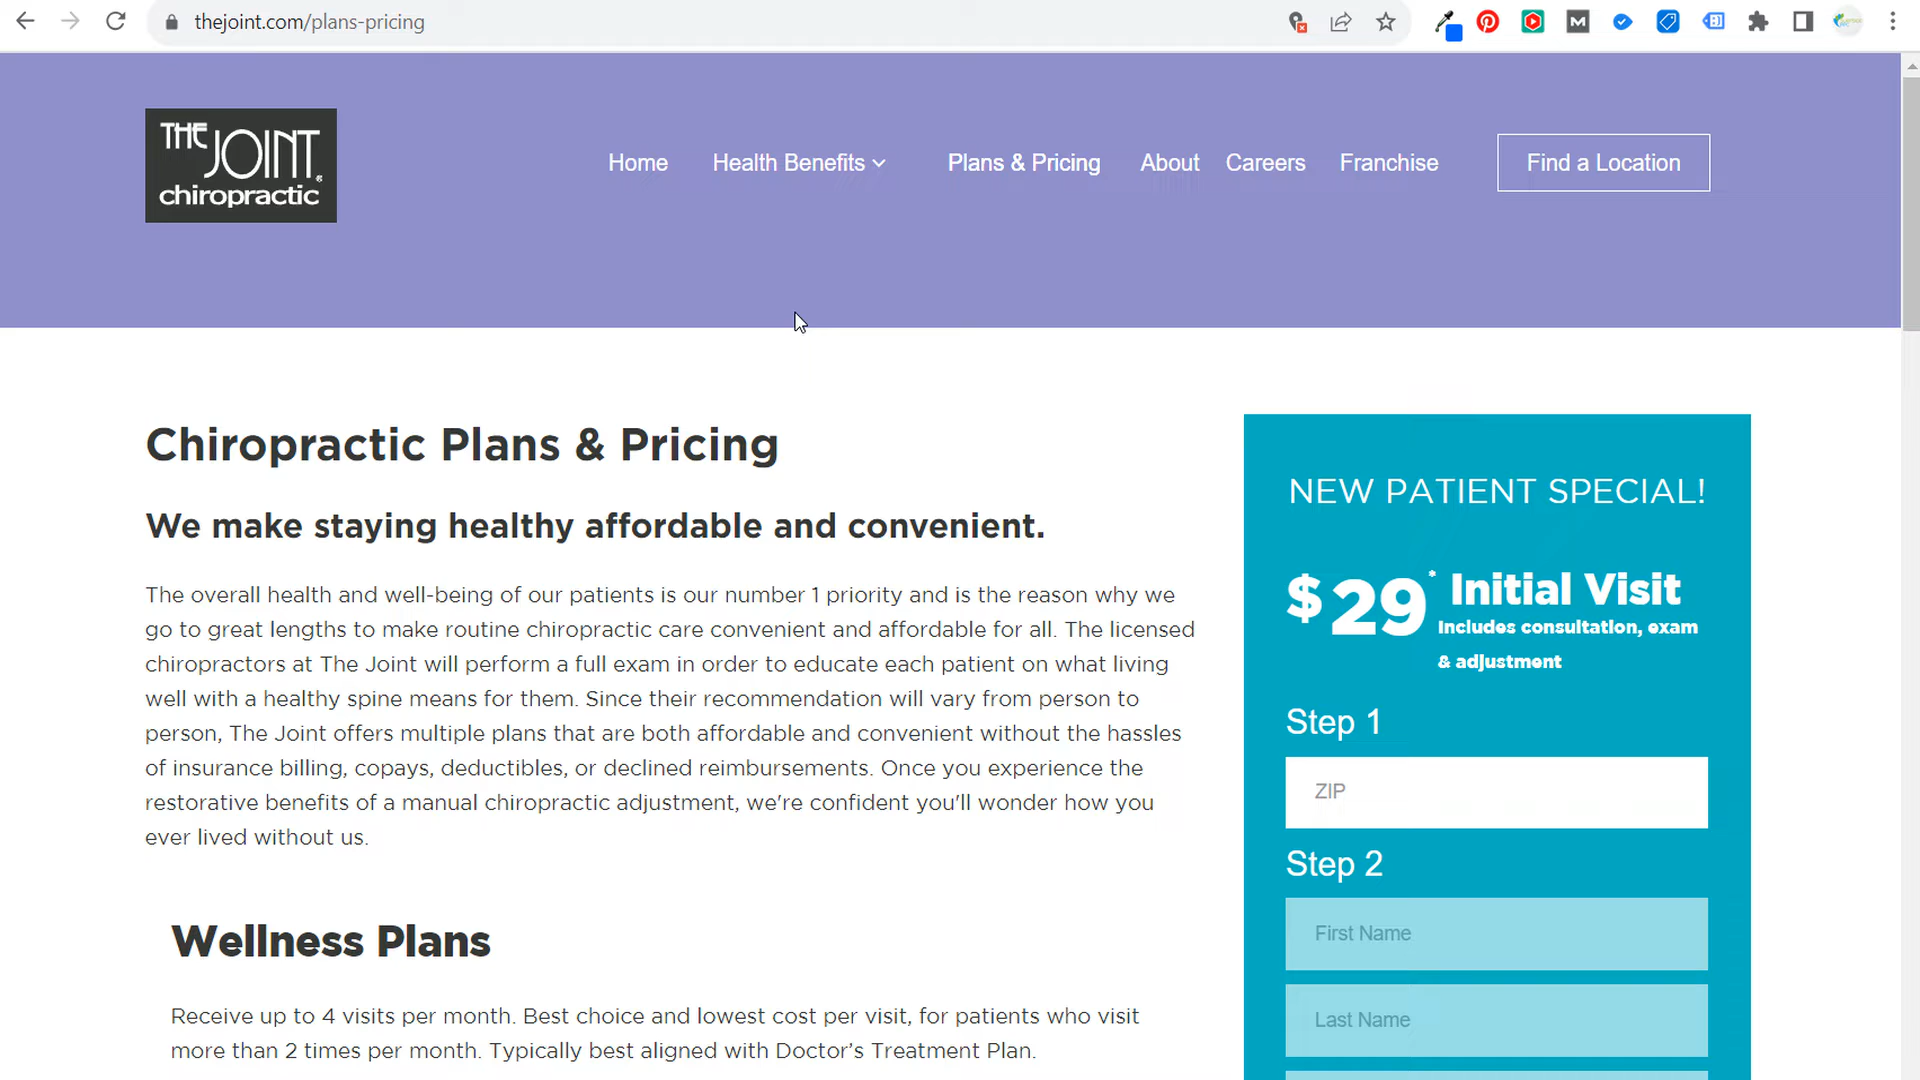 thejoint.com/plans-pricing
THE JOINT®
chiropractic
Home Health Benefits Plans & Pricing About Careers Franchise Find a Location
Chiropractic Plans & Pricing
We make staying healthy affordable and convenient.
The overall health and well-being of our patients is our number 1 priority and is the reason why we
go to great lengths to make routine chiropractic care convenient and affordable for all. The licensed
chiropractors at The Joint will perform a full exam in order to educate each patient on what living
well with a healthy spine means for them. Since their recommendation will vary from person to
person, The Joint offers multiple plans that are both affordable and convenient without the hassles
of insurance billing, copays, deductibles, or declined reimbursements. Once you experience the
restorative benefits of a manual chiropractic adjustment, we're confident you'll wonder how you
ever lived without us.
Wellness Plans
Receive up to 4 visits per month. Best choice and lowest cost per visit, for patients who visit
more than 2 times per month. Typically best aligned with Doctor's Treatment Plan.
NEW PATIENT SPECIAL!
$29* Initial Visit
Includes consultation, exam
& adjustment
Step 1
ZIP
Step 2
First Name
Last Name